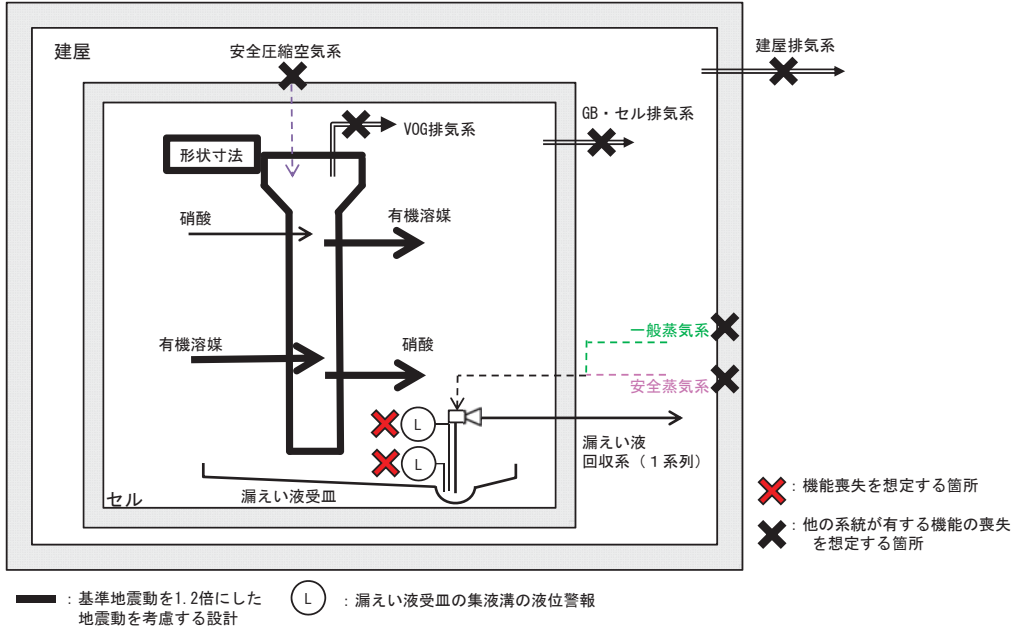 建屋
安全圧縮空気系
建屋排気系
VOG排気系
GB・セル排気系
形状寸法
硝酸
有機溶媒
有機溶媒
硝酸
一般蒸気系
安全蒸気系
L
L
漏えい液
回収系（１系列）
漏えい液受皿
セル
：機能喪失を想定する箇所
：他の系統が有する機能の喪失
を想定する箇所
：基準地震動を1.2倍にした
地震動を考慮する設計
L
：漏えい液受皿の集液溝の液位警報